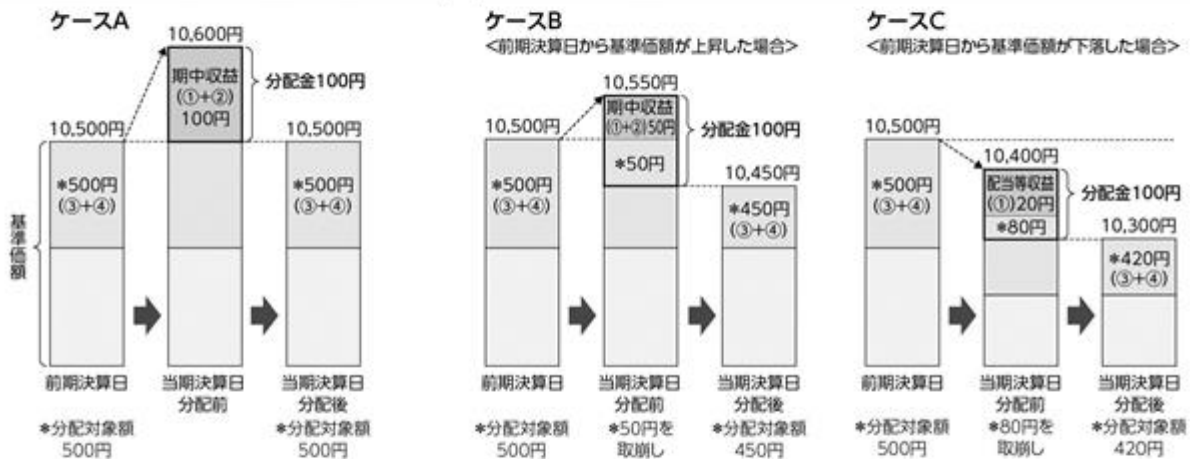 ケースA
10,600円
期中収益
(①+②)
100円
分配金100円
10,500円
10,500円
*500円
(③+④)
*500円
(③+④)
基準価額
前期決算日
当期決算日
分配前
当期決算日
分配後
*分配対象額
500円
*分配対象額
500円
ケースB
<前期決算日から基準価額が上昇した場合>
10,550円
期中収益
(①+②)50円
*50円
分配金100円
10,500円
*500円
(③+④)
10,450円
*450円
(③+④)
前期決算日
当期決算日
分配前
当期決算日
分配後
*分配対象額
500円
*50円を
取崩し
*分配対象額
450円
ケースC
<前期決算日から基準価額が下落した場合>
10,500円
*500円
(③+④)
10,400円
配当等収益
(①)20円
*80円
分配金100円
10,300円
*420円
(③+④)
前期決算日
当期決算日
分配前
当期決算日
分配後
*分配対象額
500円
*80円を
取崩し
*分配対象額
420円